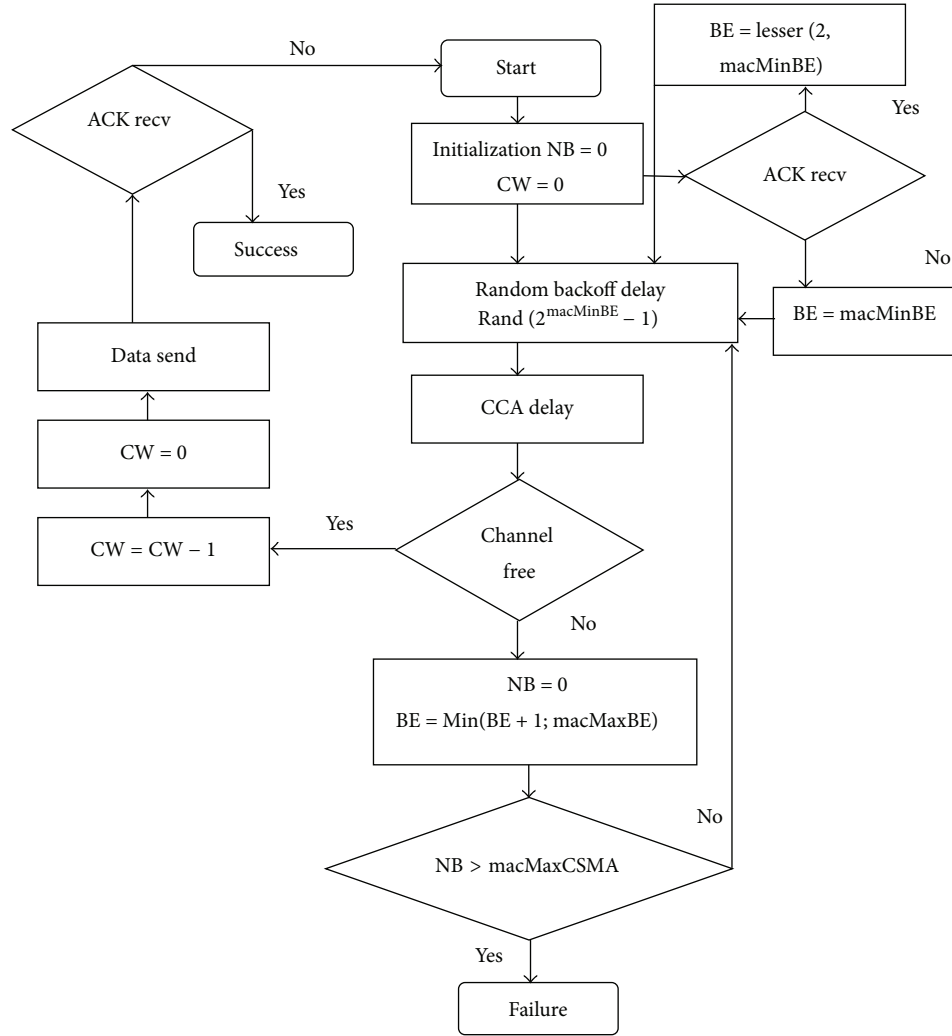 No
Start
BE = lesser (2,
macMinBE)
ACK recv
Yes
Initialization NB = 0
CW = 0
ACK recv
Yes
Success
No
Random backoff delay
Rand (2^macMinBE − 1)
BE = macMinBE
Data send
CCA delay
CW = 0
Yes
Channel
free
CW = CW − 1
No
NB = 0
BE = Min(BE + 1; macMaxBE)
No
NB > macMaxCSMA
Yes
Failure